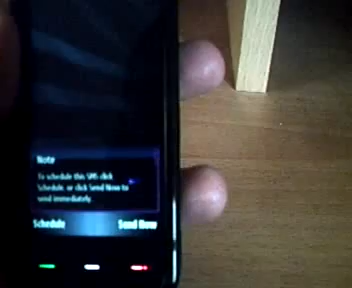 Note
To schedule this SMS click
Schedule, or click Send Now to
send immediately.
Schedule Send Now